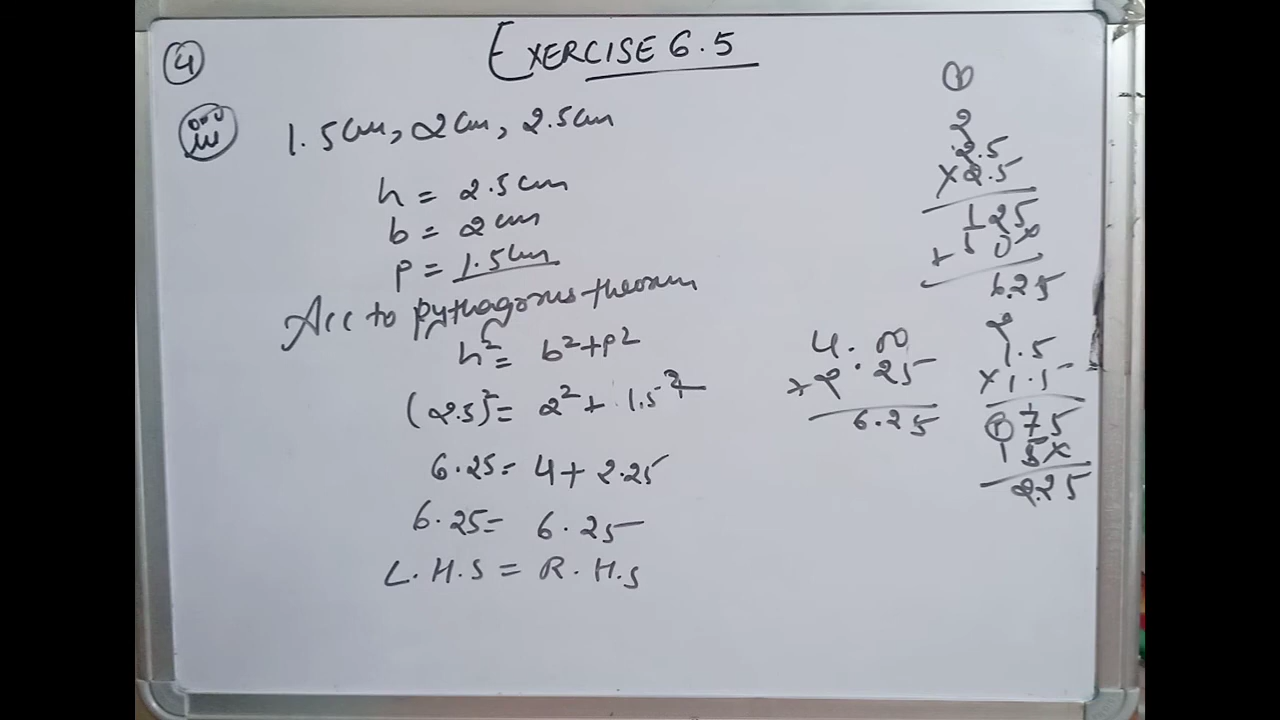 4
EXERCISE 6.5
iii
1.5cm, 2cm, 2.5cm
h = 2.5cm
b = 2cm
p = 1.5cm
Acc to pythagorus theorem
h² = b² + p²
(2.5)² = 2² + 1.5²
6.25 = 4 + 2.25
6.25 = 6.25
L.H.S = R.H.S
4.00
+ 2.25
6.25
2
2.5
× 2.5
125
+ 50×
6.25
2
1.5
× 1.5
75
15×
2.25